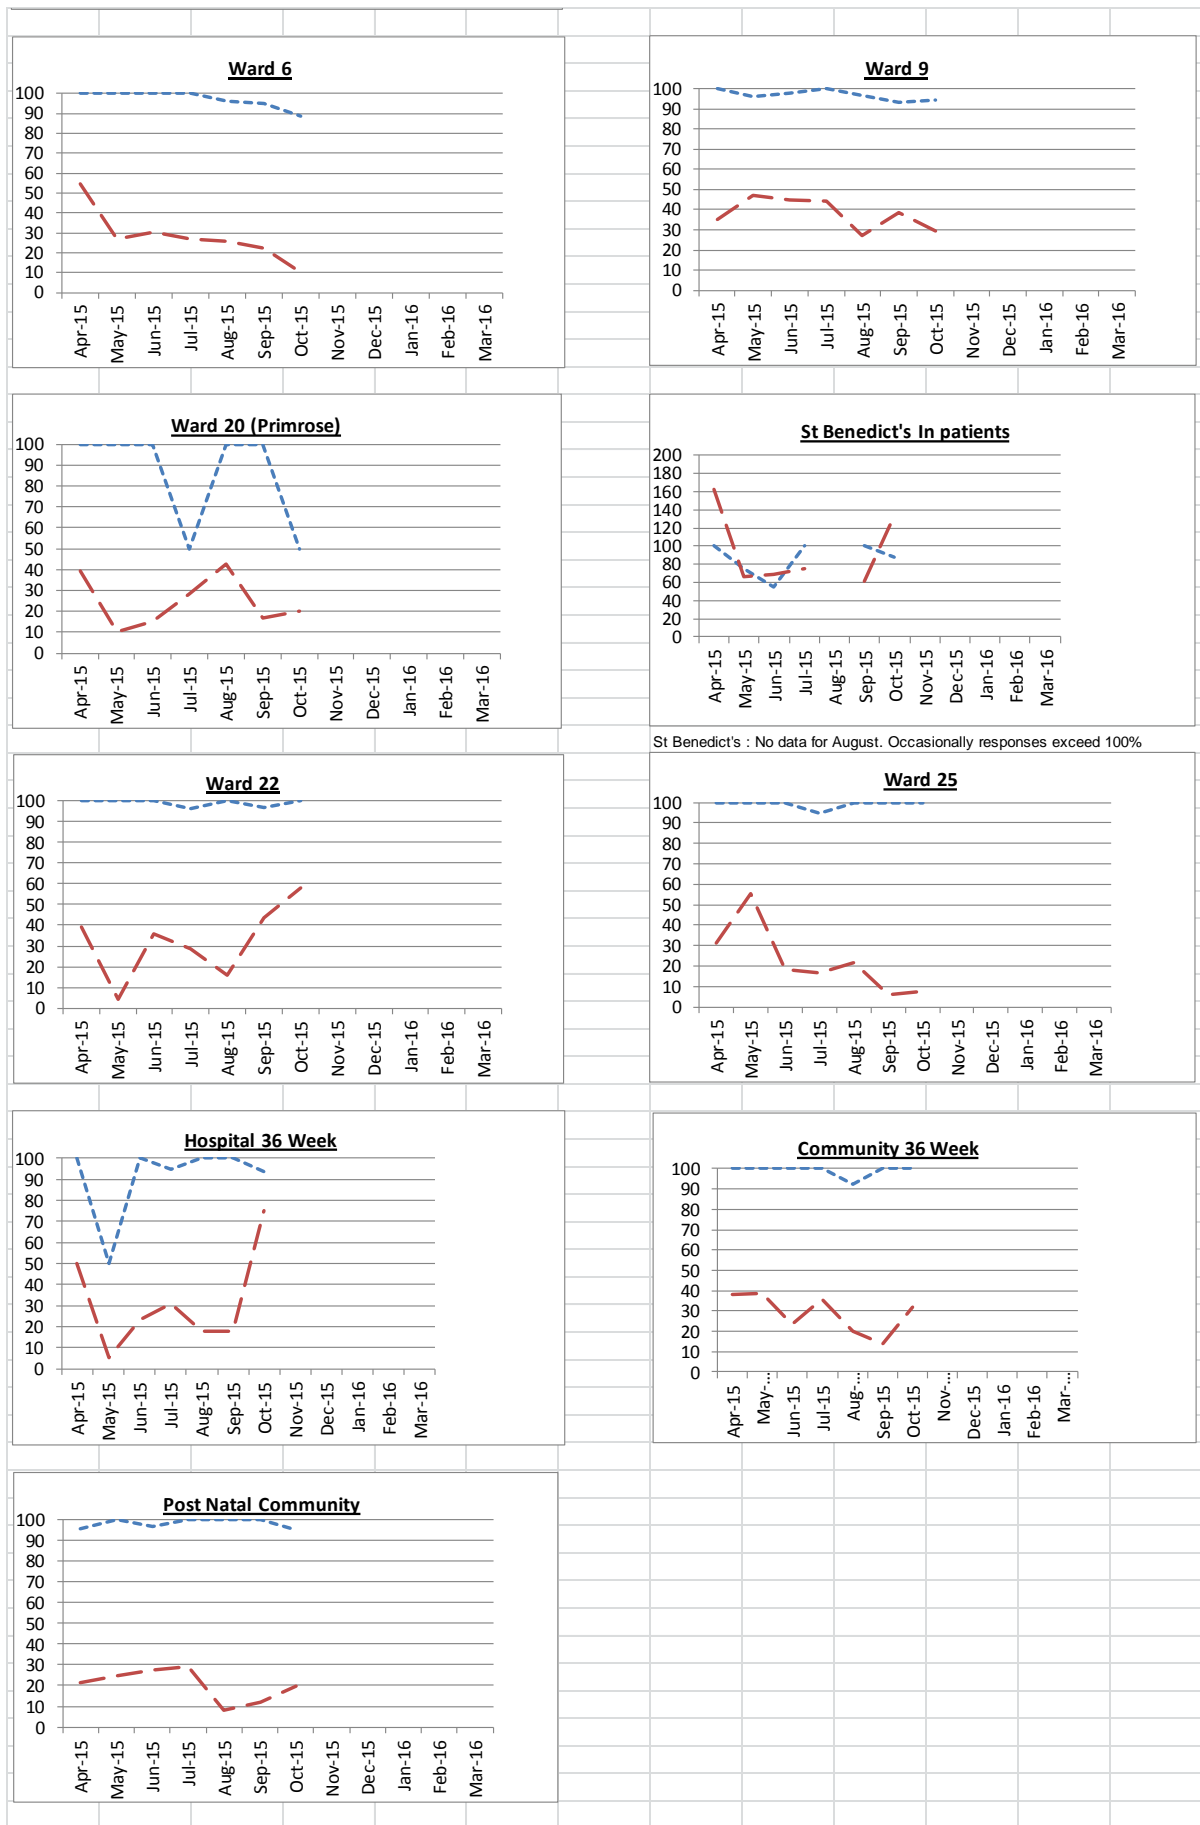 Ward 6
100
90
80
70
60
50
40
30
20
10
0
Apr-15
May-15
Jun-15
Jul-15
Aug-15
Sep-15
Oct-15
Nov-15
Dec-15
Jan-16
Feb-16
Mar-16
Ward 9
100
90
80
70
60
50
40
30
20
10
0
Apr-15
May-15
Jun-15
Jul-15
Aug-15
Sep-15
Oct-15
Nov-15
Dec-15
Jan-16
Feb-16
Mar-16
Ward 20 (Primrose)
100
90
80
70
60
50
40
30
20
10
0
Apr-15
May-15
Jun-15
Jul-15
Aug-15
Sep-15
Oct-15
Nov-15
Dec-15
Jan-16
Feb-16
Mar-16
St Benedict's In patients
200
180
160
140
120
100
80
60
40
20
0
Apr-15
May-15
Jun-15
Jul-15
Aug-15
Sep-15
Oct-15
Nov-15
Dec-15
Jan-16
Feb-16
Mar-16
St Benedict's : No data for August. Occasionally responses exceed 100%
Ward 22
100
90
80
70
60
50
40
30
20
10
0
Apr-15
May-15
Jun-15
Jul-15
Aug-15
Sep-15
Oct-15
Nov-15
Dec-15
Jan-16
Feb-16
Mar-16
Ward 25
100
90
80
70
60
50
40
30
20
10
0
Apr-15
May-15
Jun-15
Jul-15
Aug-15
Sep-15
Oct-15
Nov-15
Dec-15
Jan-16
Feb-16
Mar-16
Hospital 36 Week
100
90
80
70
60
50
40
30
20
10
0
Apr-15
May-15
Jun-15
Jul-15
Aug-15
Sep-15
Oct-15
Nov-15
Dec-15
Jan-16
Feb-16
Mar-16
Community 36 Week
100
90
80
70
60
50
40
30
20
10
0
Apr-15
May-...
Jun-15
Jul-15
Aug-...
Sep-15
Oct-15
Nov-...
Dec-15
Jan-16
Feb-16
Mar-...
Post Natal Community
100
90
80
70
60
50
40
30
20
10
0
Apr-15
May-15
Jun-15
Jul-15
Aug-15
Sep-15
Oct-15
Nov-15
Dec-15
Jan-16
Feb-16
Mar-16